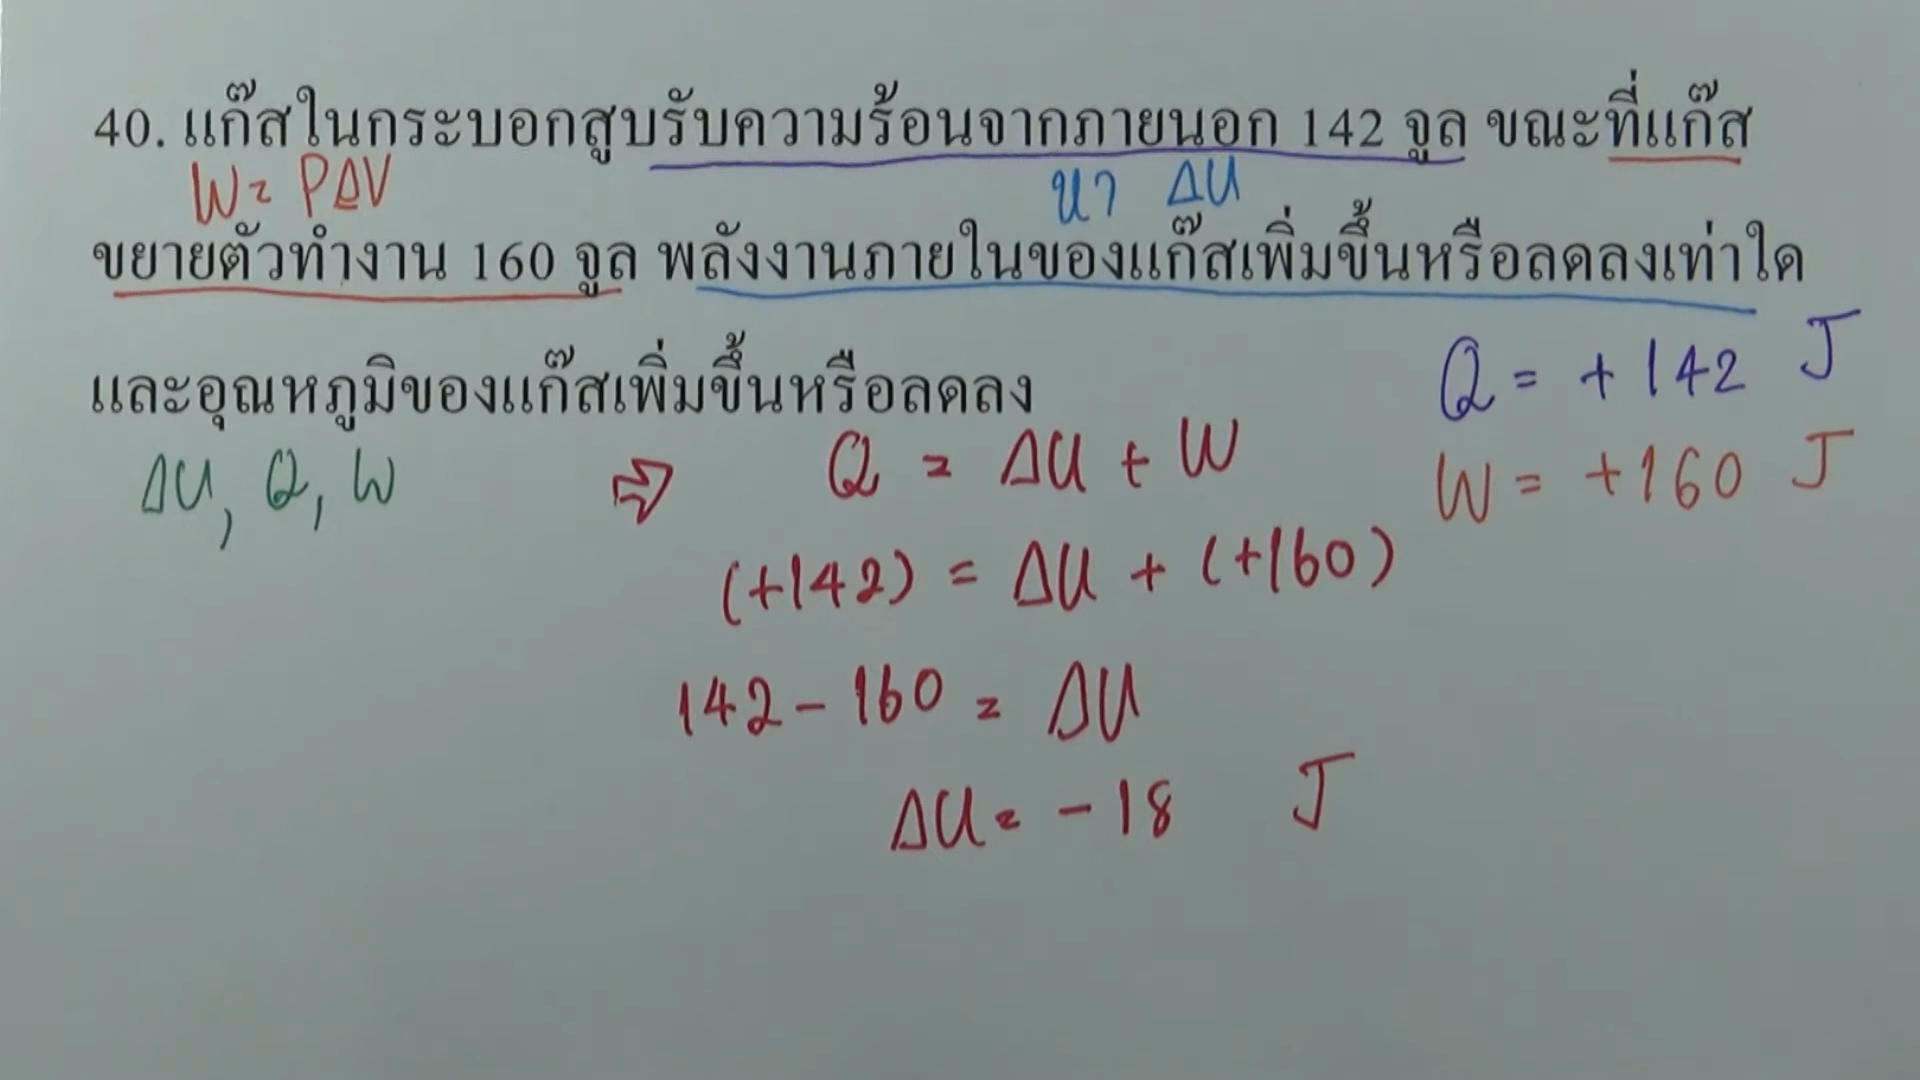 40. แก๊สในกระบอกสูบรับความร้อนจากภายนอก 142 จูล ขณะที่แก๊ส
W = PΔV หา ΔU
ขยายตัวทำงาน 160 จูล พลังงานภายในของแก๊สเพิ่มขึ้นหรือลดลงเท่าใด
Q = +142 J
และอุณหภูมิของแก๊สเพิ่มขึ้นหรือลดลง
ΔU, Q, W ⇒ Q = ΔU + W
W = +160 J
(+142) = ΔU + (+160)
142 - 160 = ΔU
ΔU = -18 J